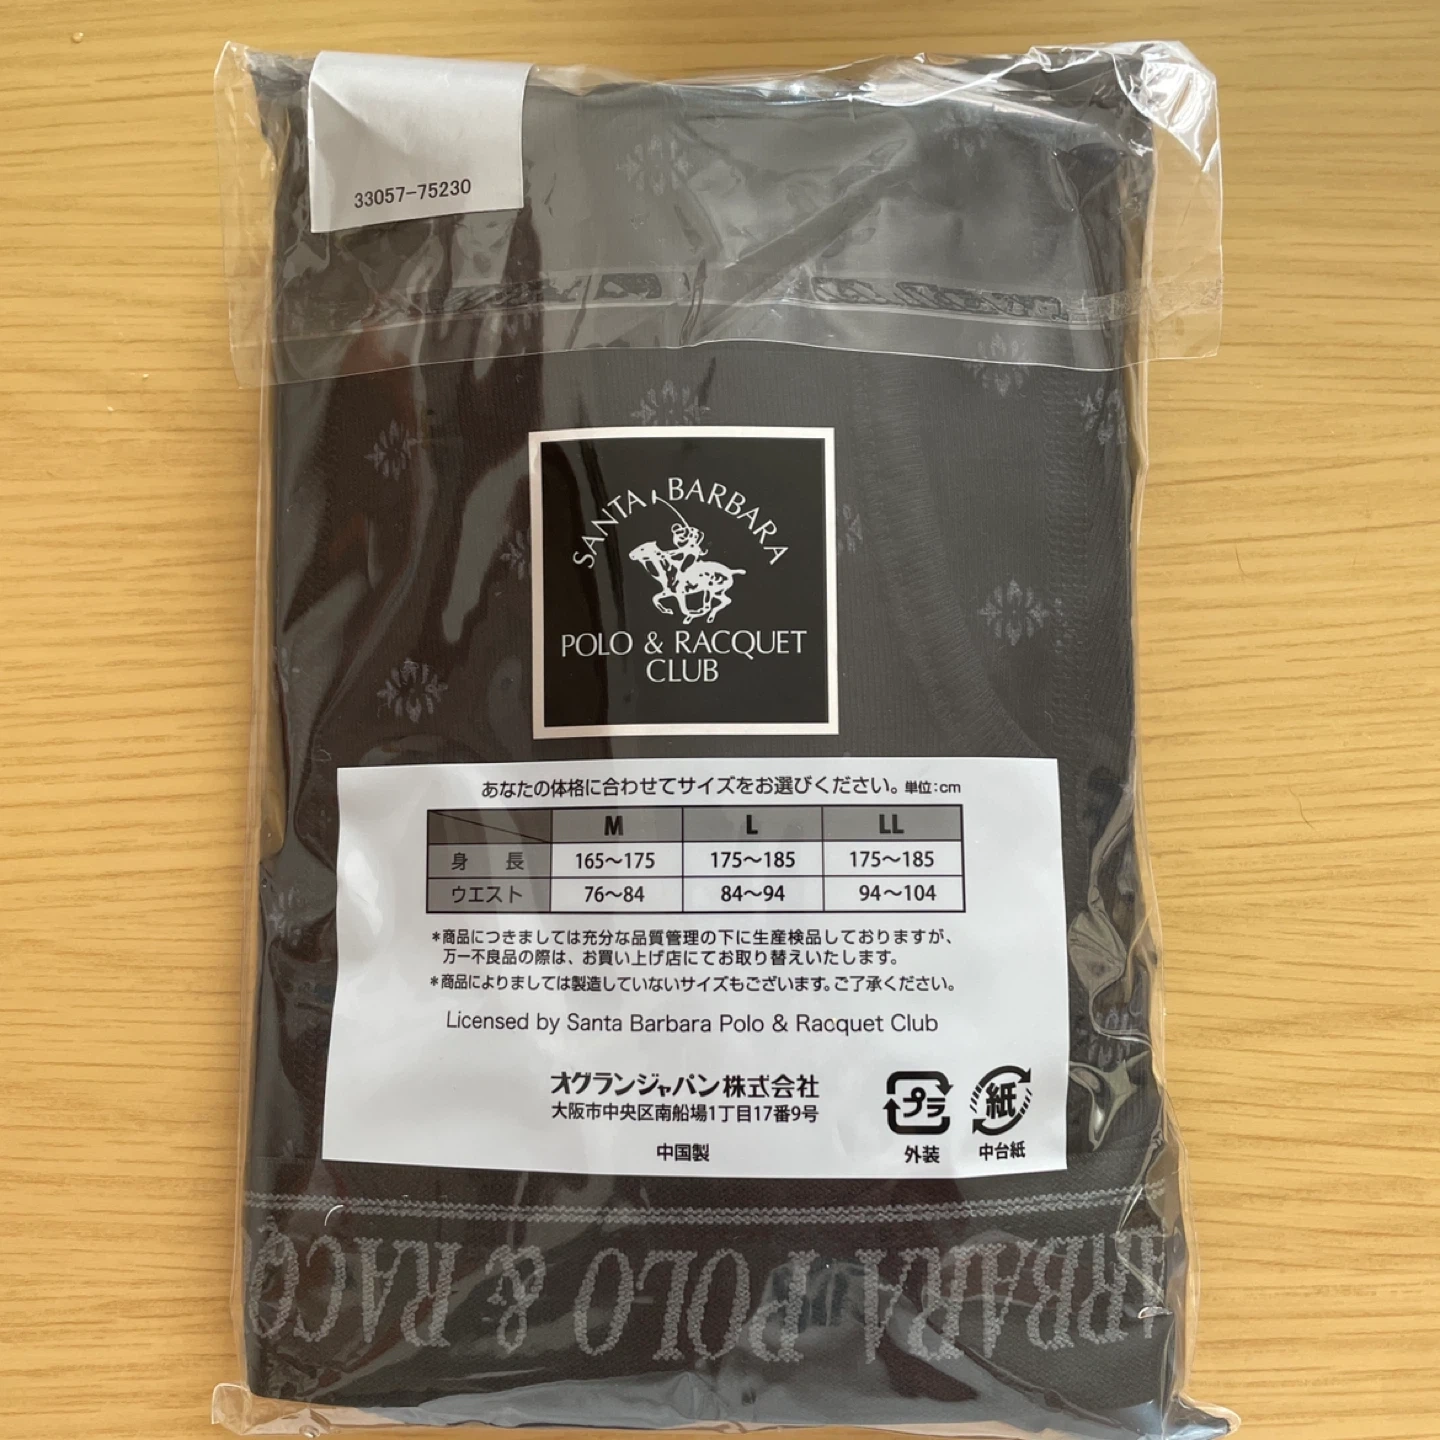 33057-75230
SANTA BARBARA
POLO & RACQUET
CLUB
あなたの体格に合わせてサイズをお選びください。単位:cm
M L LL
身長 165〜175 175〜185 175〜185
ウエスト 76〜84 84〜94 94〜104
*商品につきましては充分な品質管理の下に生産検品しておりますが、
万一不良品の際は、お買い上げ店にてお取り替えいたします。
*商品によりましては製造していないサイズもございます。ご了承ください。
Licensed by Santa Barbara Polo & Racquet Club
オグランジャパン株式会社
大阪市中央区南船場1丁目17番9号
中国製
プラ
外装
紙
中台紙
RBARA POLO & RACQ